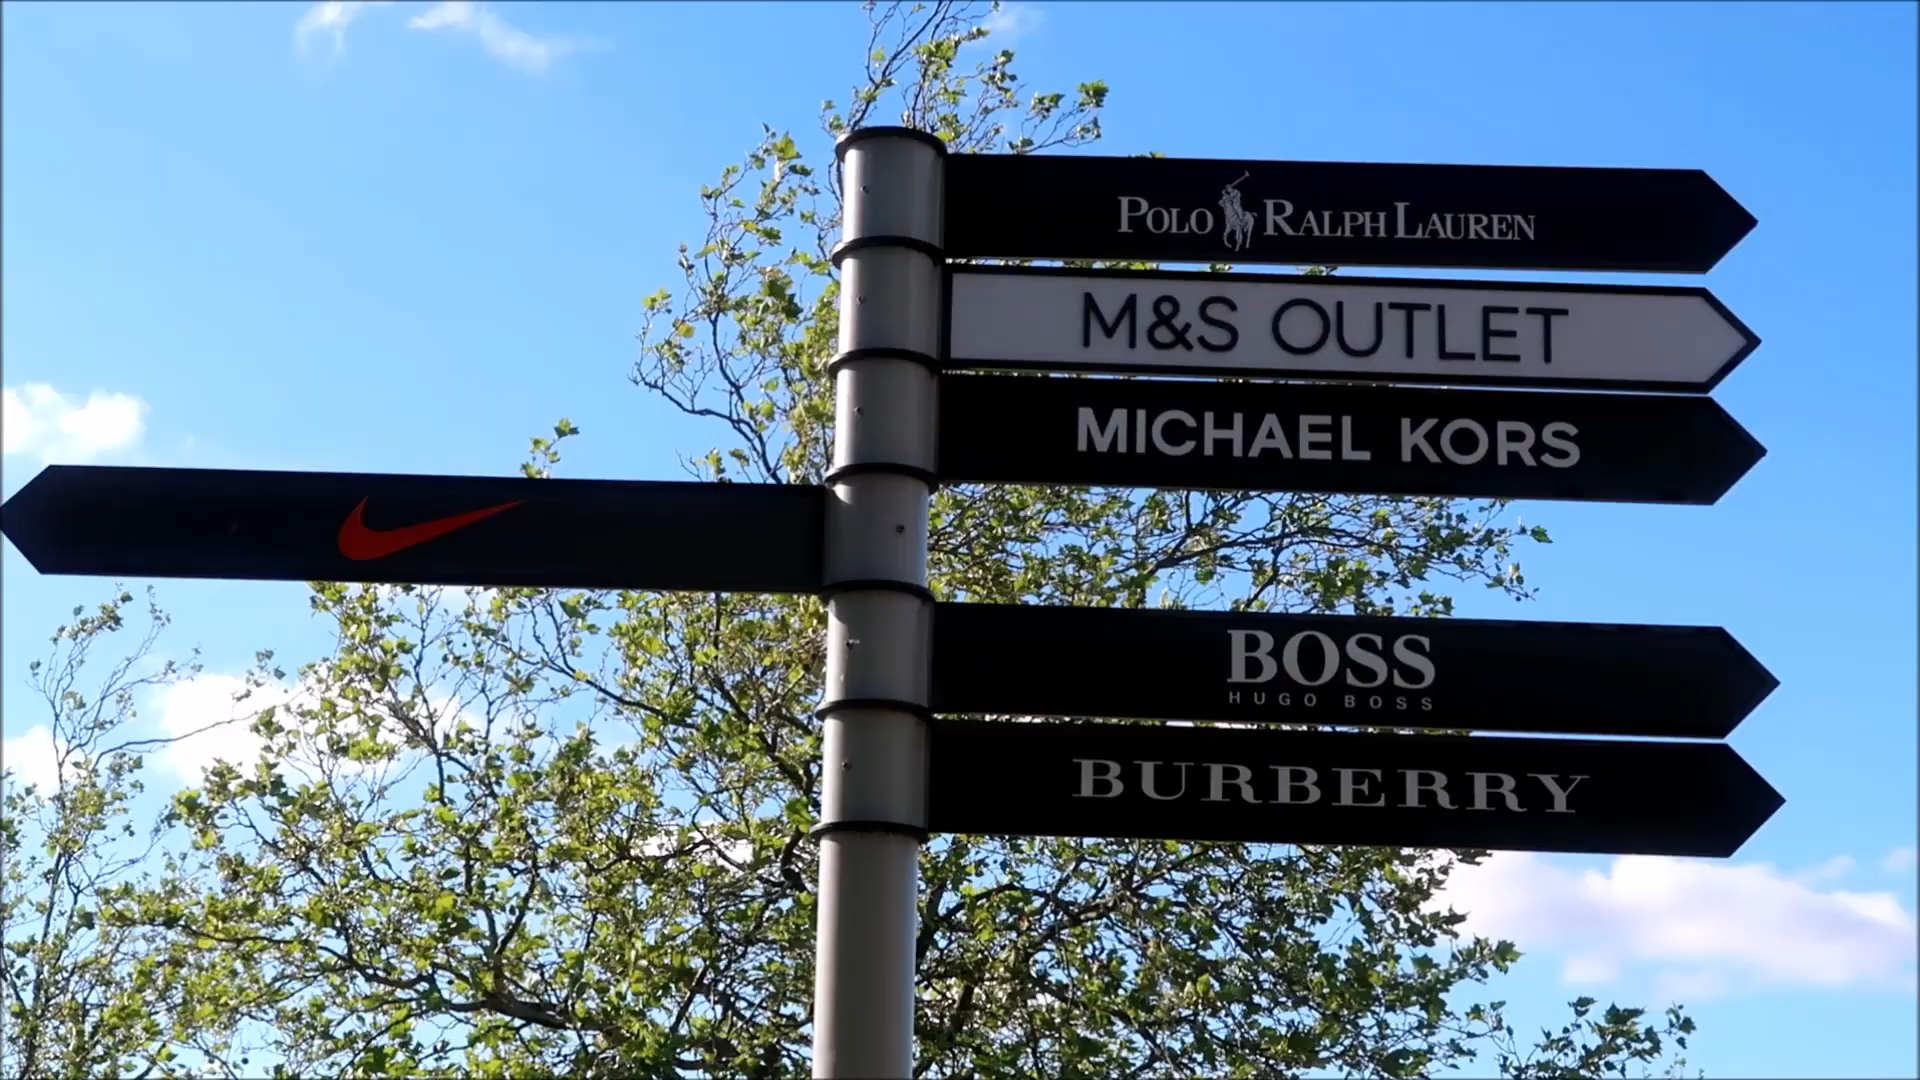 POLO RALPH LAUREN
M&S OUTLET
MICHAEL KORS
BOSS
HUGO BOSS
BURBERRY